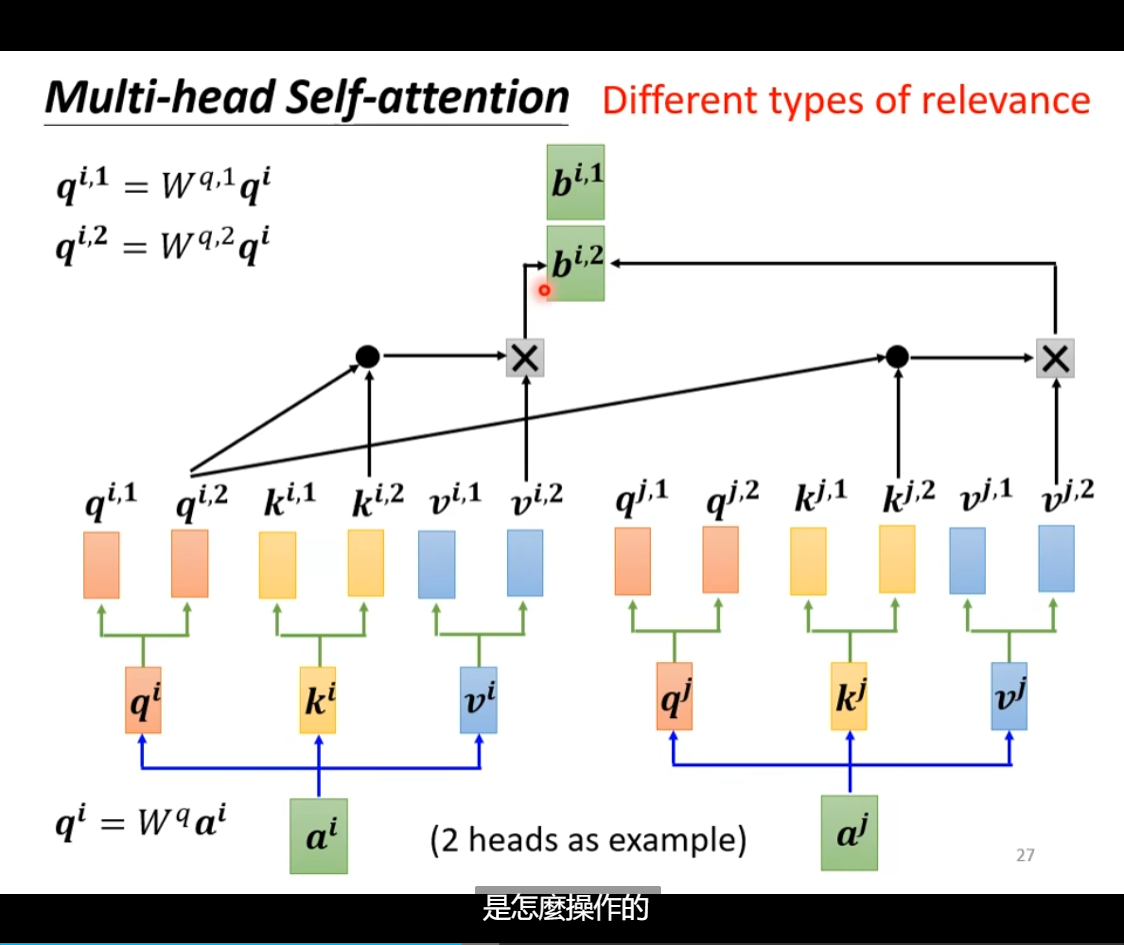 Multi-head Self-attention Different types of relevance
q^{i,1} = W^{q,1}q^i
b^{i,1}
q^{i,2} = W^{q,2}q^i
b^{i,2}
q^{i,1} q^{i,2} k^{i,1} k^{i,2} v^{i,1} v^{i,2} q^{j,1} q^{j,2} k^{j,1} k^{j,2} v^{j,1} v^{j,2}
q^i k^i v^i q^j k^j v^j
q^i = W^q a^i a^i (2 heads as example) a^j
27
是怎麼操作的